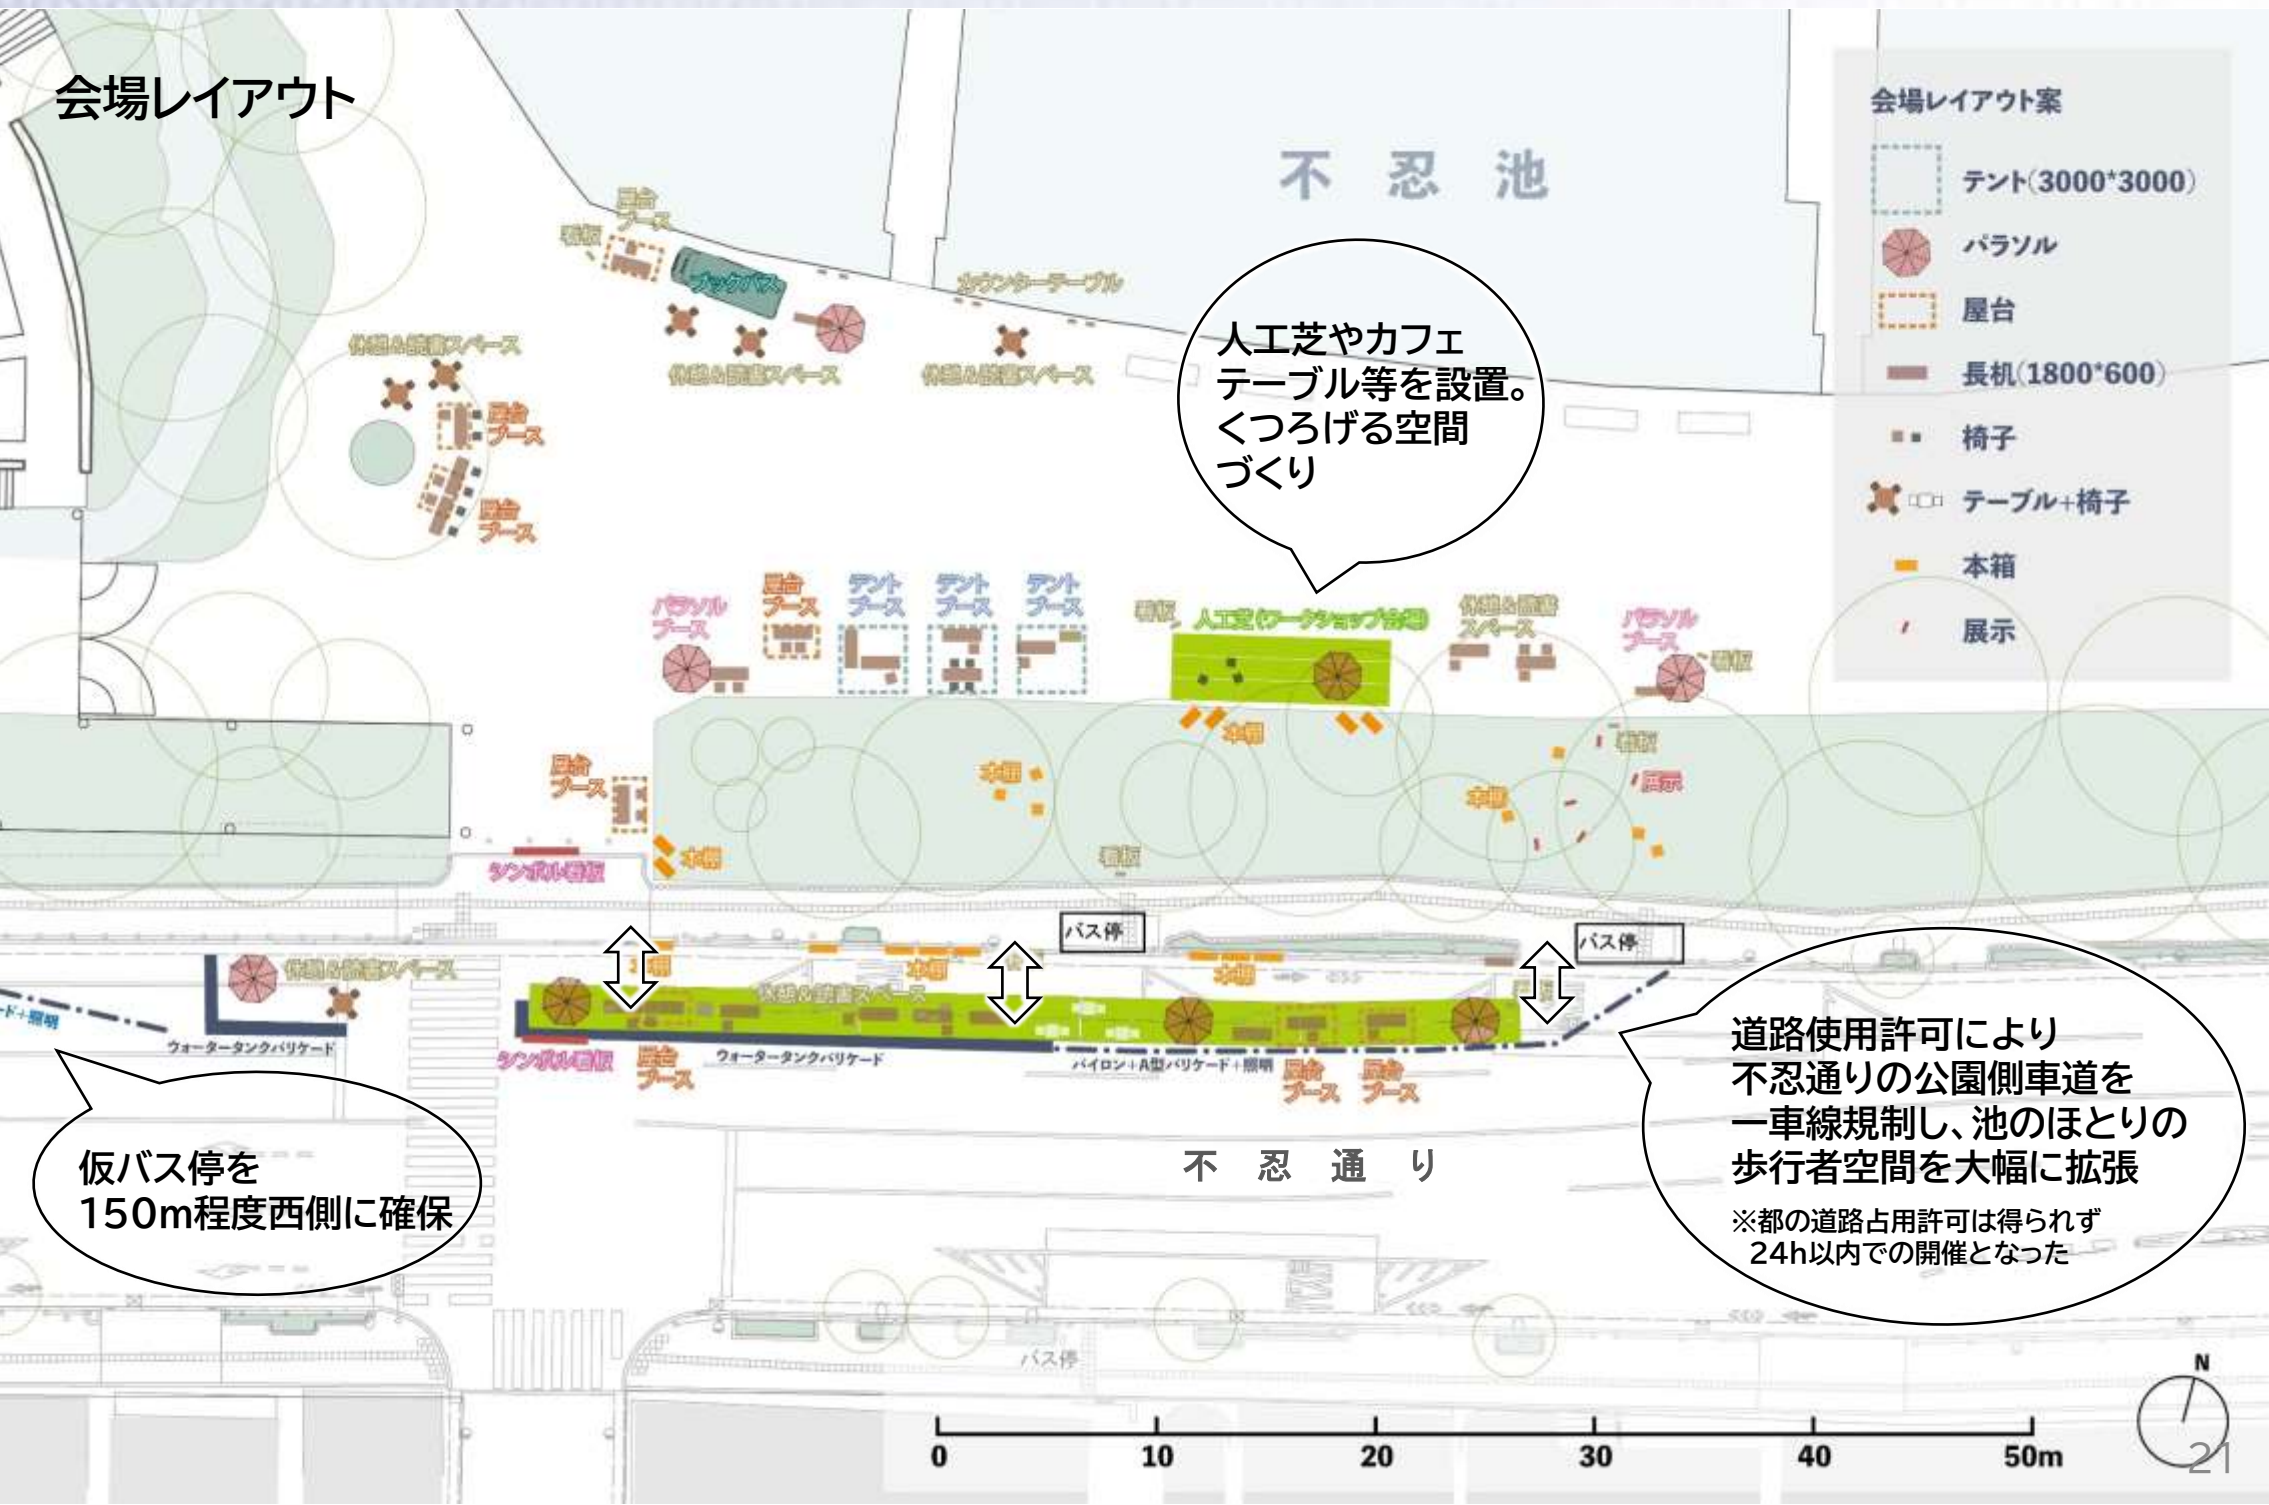 会場レイアウト
不忍池
会場レイアウト案
テント(3000*3000)
パラソル
屋台
長机(1800*600)
椅子
テーブル+椅子
本箱
展示
屋台
ブース
看板
ブックバス
カウンターテーブル
休憩&読書スペース
休憩&読書スペース
休憩&読書スペース
屋台
ブース
屋台
ブース
人工芝やカフェ
テーブル等を設置。
くつろげる空間
づくり
パラソル
ブース
屋台
ブース
テント
ブース
テント
ブース
テント
ブース
看板
人工芝(ワークショップ会場)
休憩&読書
スペース
パラソル
ブース
看板
本棚
看板
展示
屋台
ブース
本棚
本棚
本棚
看板
シンボル看板
バス停
バス停
休憩&読書スペース
本棚
本棚
休憩&読書スペース
ード+照明
ウォータータンクバリケード
シンボル看板
屋台
ブース
ウォータータンクバリケード
パイロン+A型バリケード+照明
屋台
ブース
屋台
ブース
仮バス停を
150m程度西側に確保
不忍通り
道路使用許可により
不忍通りの公園側車道を
一車線規制し、池のほとりの
歩行者空間を大幅に拡張
※都の道路占用許可は得られず
24h以内での開催となった
バス停
N
0 10 20 30 40 50m
21